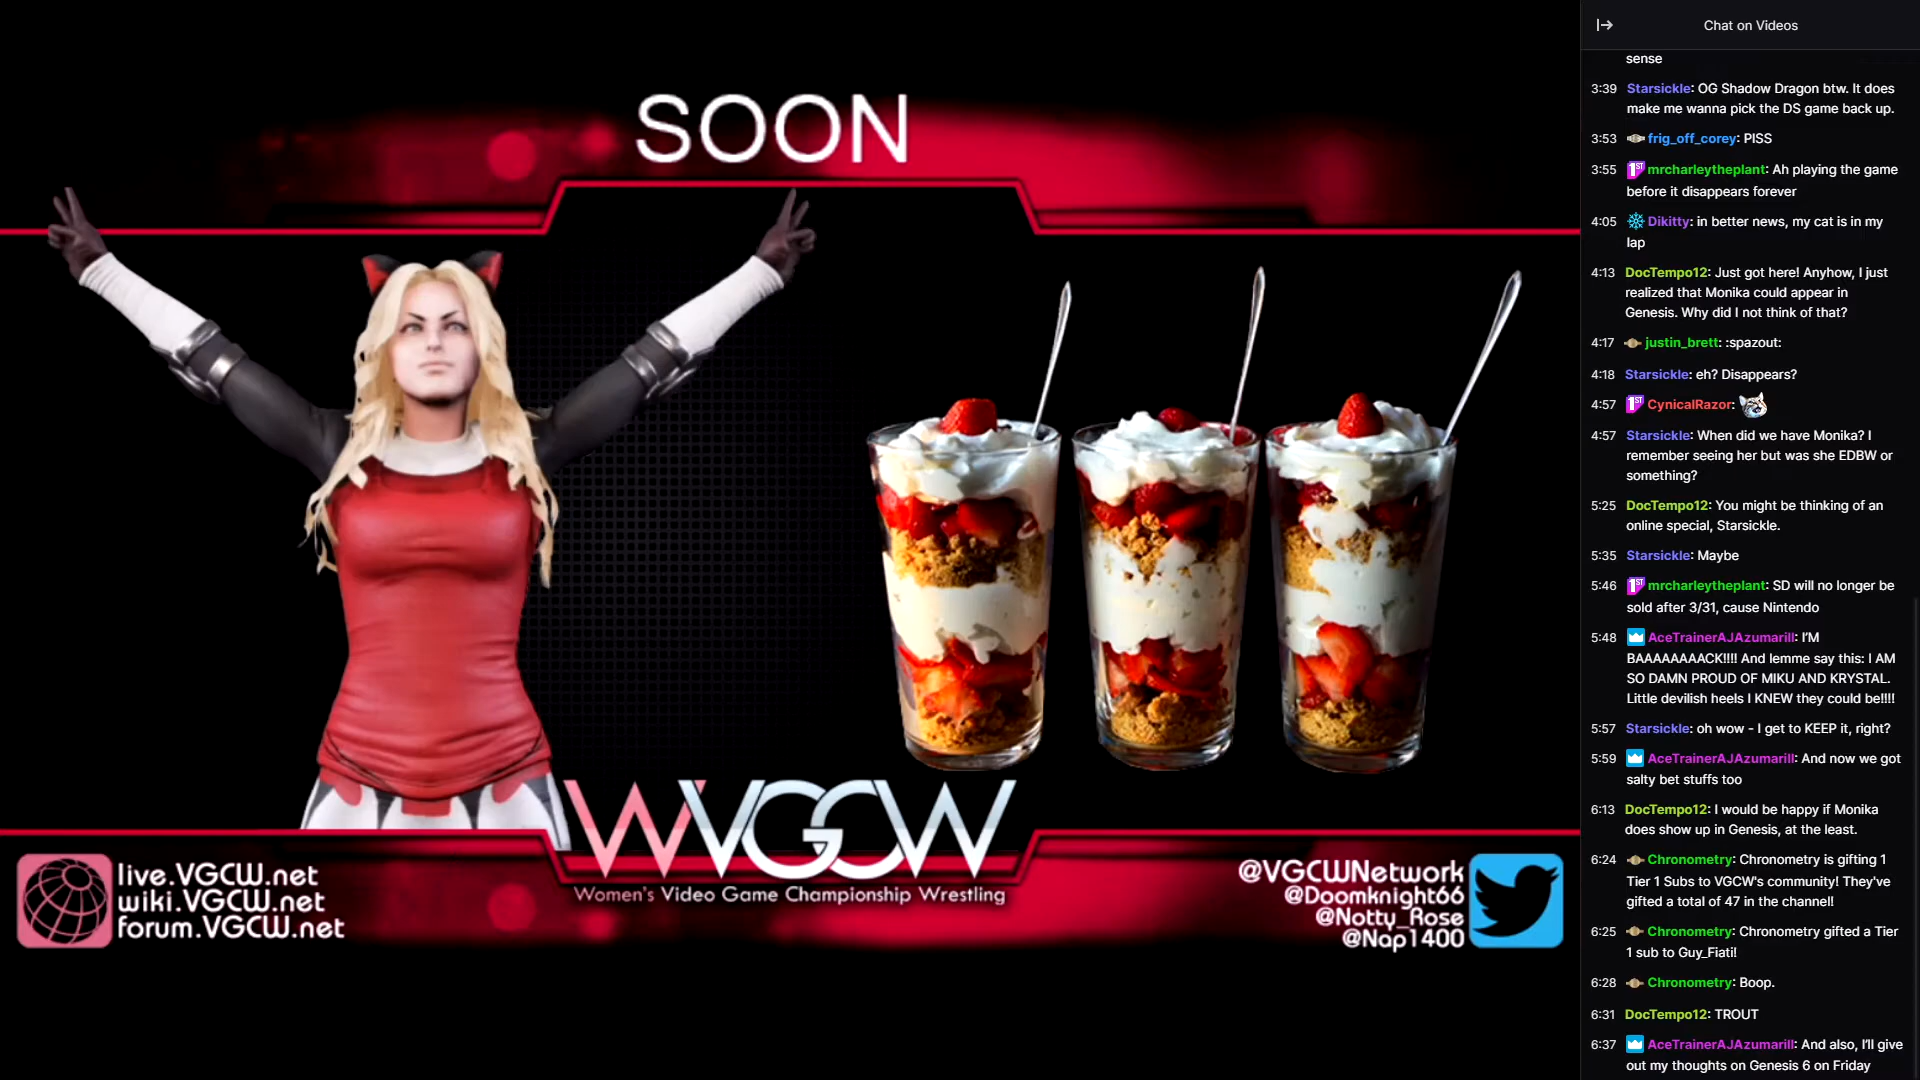 SOON
WVGCW
Women's Video Game Championship Wrestling
live.VGCW.net
wiki.VGCW.net
forum.VGCW.net
@VGCWNetwork
@Doomknight66
@Notty_Rose
@Nap1400
Chat on Videos
sense
3:39 Starsickle: OG Shadow Dragon btw. It does
make me wanna pick the DS game back up.
3:53 frig_off_corey: PISS
3:55 1ST mrcharleytheplant: Ah playing the game
before it disappears forever
4:05 Dikitty: in better news, my cat is in my
lap
4:13 DocTempo12: Just got here! Anyhow, I just
realized that Monika could appear in
Genesis. Why did I not think of that?
4:17 justin_brett: :spazout:
4:18 Starsickle: eh? Disappears?
4:57 1ST CynicalRazor:
4:57 Starsickle: When did we have Monika? I
remember seeing her but was she EDBW or
something?
5:25 DocTempo12: You might be thinking of an
online special, Starsickle.
5:35 Starsickle: Maybe
5:46 1ST mrcharleytheplant: SD will no longer be
sold after 3/31, cause Nintendo
5:48 AceTrainerAJAzumarill: I'M
BAAAAAAACK!!!! And lemme say this: I AM
SO DAMN PROUD OF MIKU AND KRYSTAL.
Little devilish heels I KNEW they could be!!!!
5:57 Starsickle: oh wow - I get to KEEP it, right?
5:59 AceTrainerAJAzumarill: And now we got
salty bet stuffs too
6:13 DocTempo12: I would be happy if Monika
does show up in Genesis, at the least.
6:24 Chronometry: Chronometry is gifting 1
Tier 1 Subs to VGCW's community! They've
gifted a total of 47 in the channel!
6:25 Chronometry: Chronometry gifted a Tier
1 sub to Guy_Fiati!
6:28 Chronometry: Boop.
6:31 DocTempo12: TROUT
6:37 AceTrainerAJAzumarill: And also, I'll give
out my thoughts on Genesis 6 on Friday